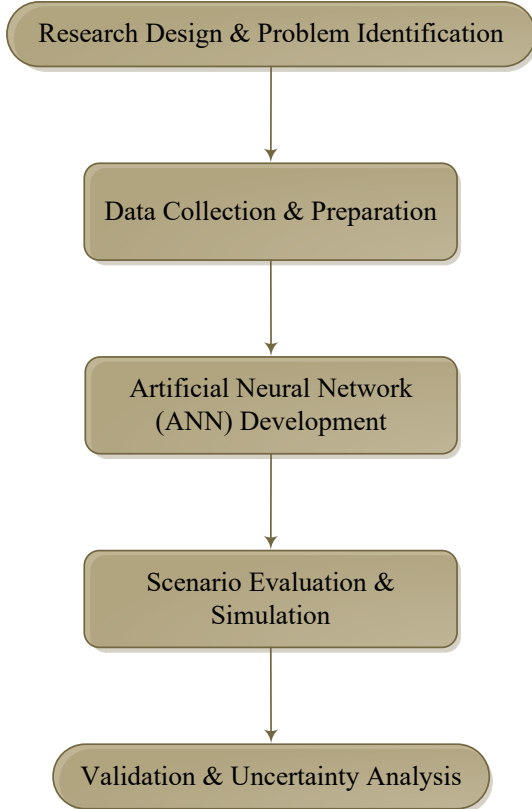 Research Design & Problem Identification
Data Collection & Preparation
Artificial Neural Network
(ANN) Development
Scenario Evaluation &
Simulation
Validation & Uncertainty Analysis